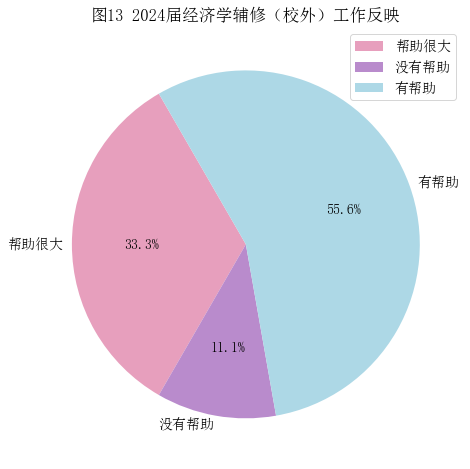 图13 2024届经济学辅修（校外）工作反映
帮助很大
没有帮助
有帮助
有帮助
55.6%
帮助很大
33.3%
11.1%
没有帮助